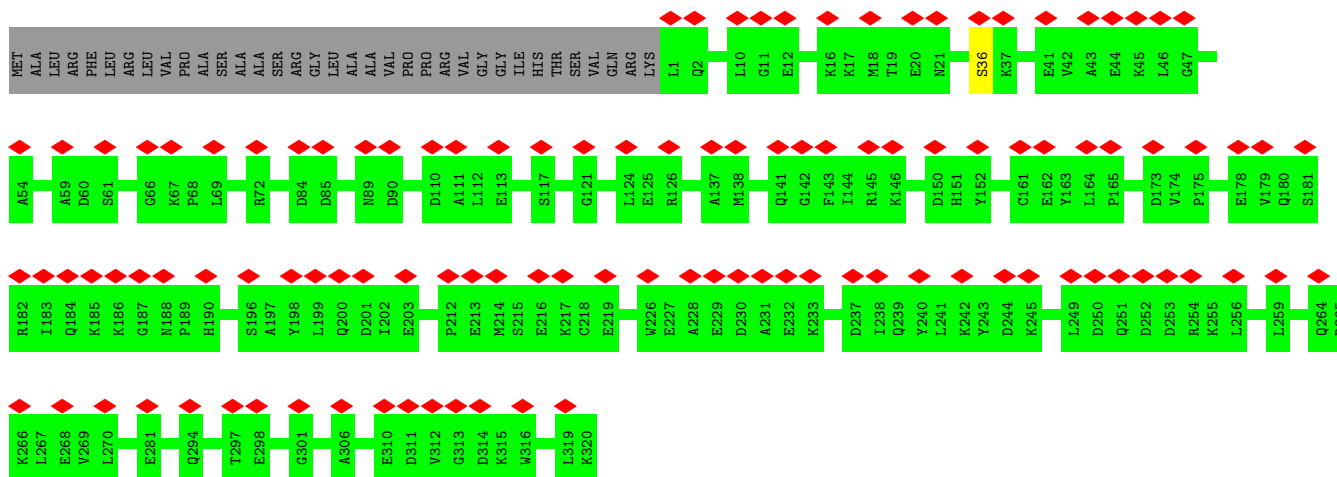 MET ALA LEU ARG PHE LEU ARG LEU VAL PRO ALA SER ALA ALA SER ARG GLY LEU ALA ALA VAL PRO PRO ARG VAL GLY GLY ILE HIS THR SER VAL GLN ARG LYS L1 Q2 L10 G11 E12 K16 K17 M18 T19 E20 N21 S36 K37 E41 V42 A43 E44 K45 L46 G47
A54 A59 D60 S61 G66 K67 P68 L69 R72 D84 D85 N89 D90 D110 A111 L112 E113 S117 G121 L124 E125 R126 A137 M138 Q141 G142 F143 I144 R145 K146 D150 H151 Y152 C161 E162 Y163 L164 P165 D173 V174 P175 E178 V179 Q180 S181
R182 I183 Q184 K185 K186 G187 N188 P189 H190 S196 A197 Y198 L199 Q200 D201 I202 E203 P212 E213 M214 S215 E216 K217 C218 E219 W226 E227 A228 E229 D230 A231 E232 K233 D237 I238 Q239 Y240 L241 K242 Y243 D244 K245 L249 D250 Q251 D252 D253 R254 K255 L256 L259 Q264
K266 L267 E268 V269 L270 E281 Q294 T297 E298 G301 A306 E310 D311 V312 G313 D314 K315 W316 L319 K320